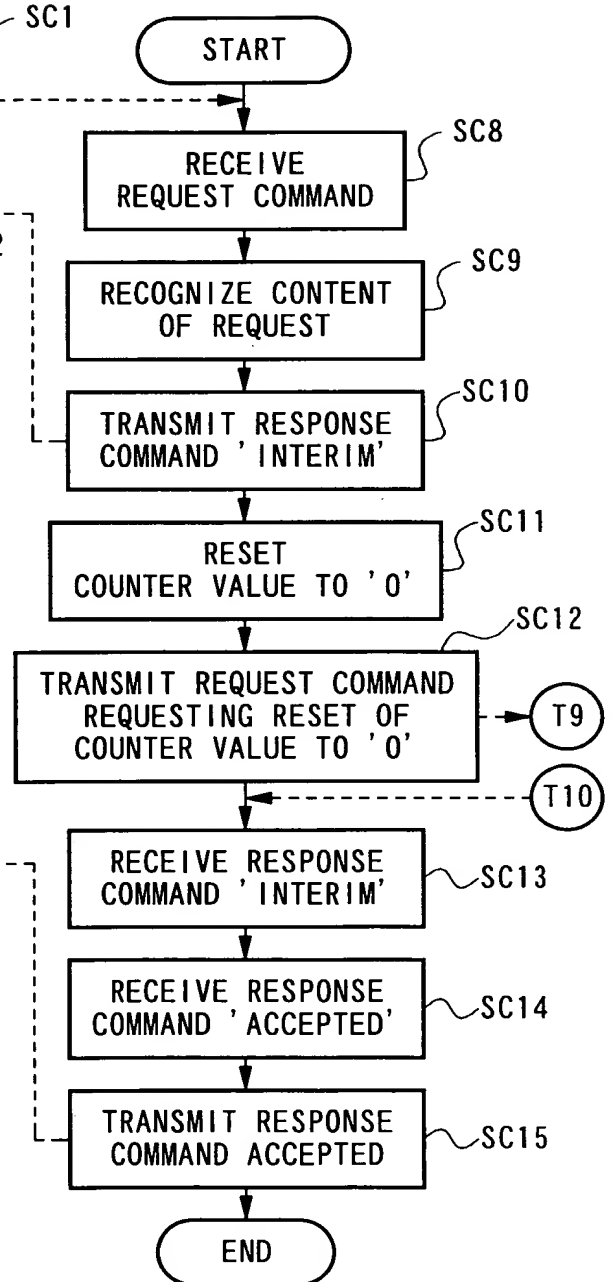 SC1
START
SC8
RECEIVE
REQUEST COMMAND
2
SC9
RECOGNIZE CONTENT
OF REQUEST
SC10
TRANSMIT RESPONSE
COMMAND 'INTERIM'
SC11
RESET
COUNTER VALUE TO '0'
SC12
TRANSMIT REQUEST COMMAND
REQUESTING RESET OF
COUNTER VALUE TO '0'
T9
T10
RECEIVE RESPONSE
COMMAND 'INTERIM'
SC13
RECEIVE RESPONSE
COMMAND 'ACCEPTED'
SC14
TRANSMIT RESPONSE
COMMAND ACCEPTED
SC15
END